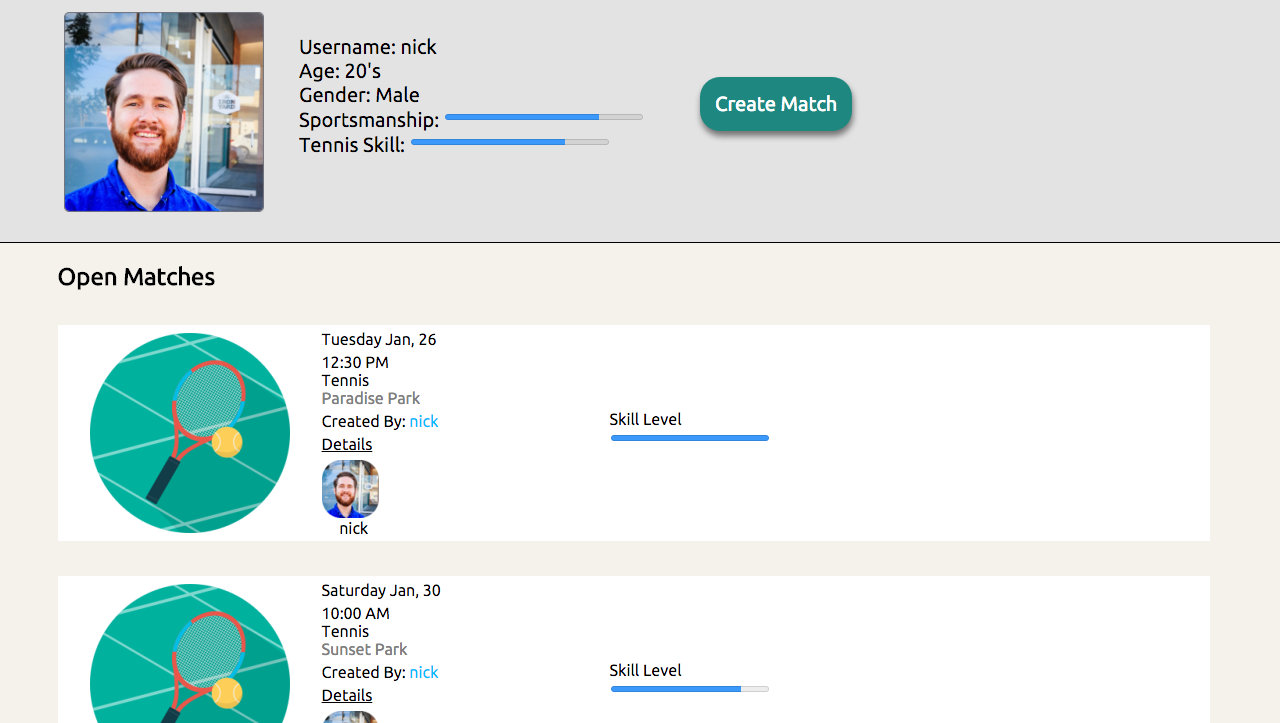 Username: nick
Age: 20's
Gender: Male
Sportsmanship:
Tennis Skill:
Create Match
Open Matches
Tuesday Jan, 26
12:30 PM
Tennis
Paradise Park
Created By: nick
Details
Skill Level
nick
Saturday Jan, 30
10:00 AM
Tennis
Sunset Park
Created By: nick
Details
Skill Level